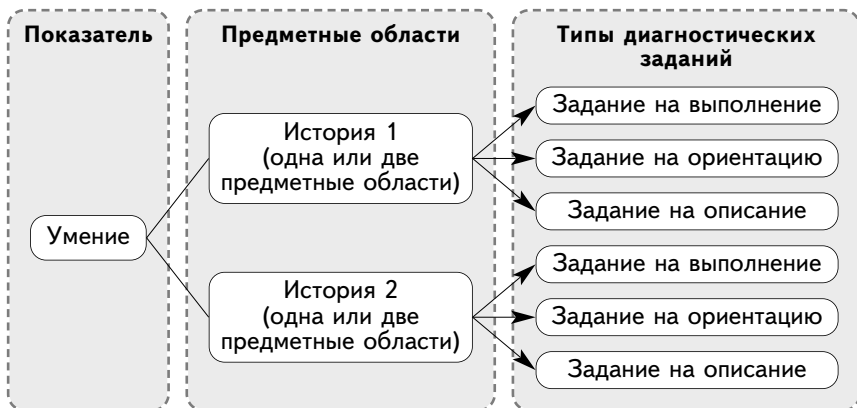 Показатель
Предметные области
Типы диагностических
заданий
Умение
История 1
(одна или две
предметные области)
История 2
(одна или две
предметные области)
Задание на выполнение
Задание на ориентацию
Задание на описание
Задание на выполнение
Задание на ориентацию
Задание на описание